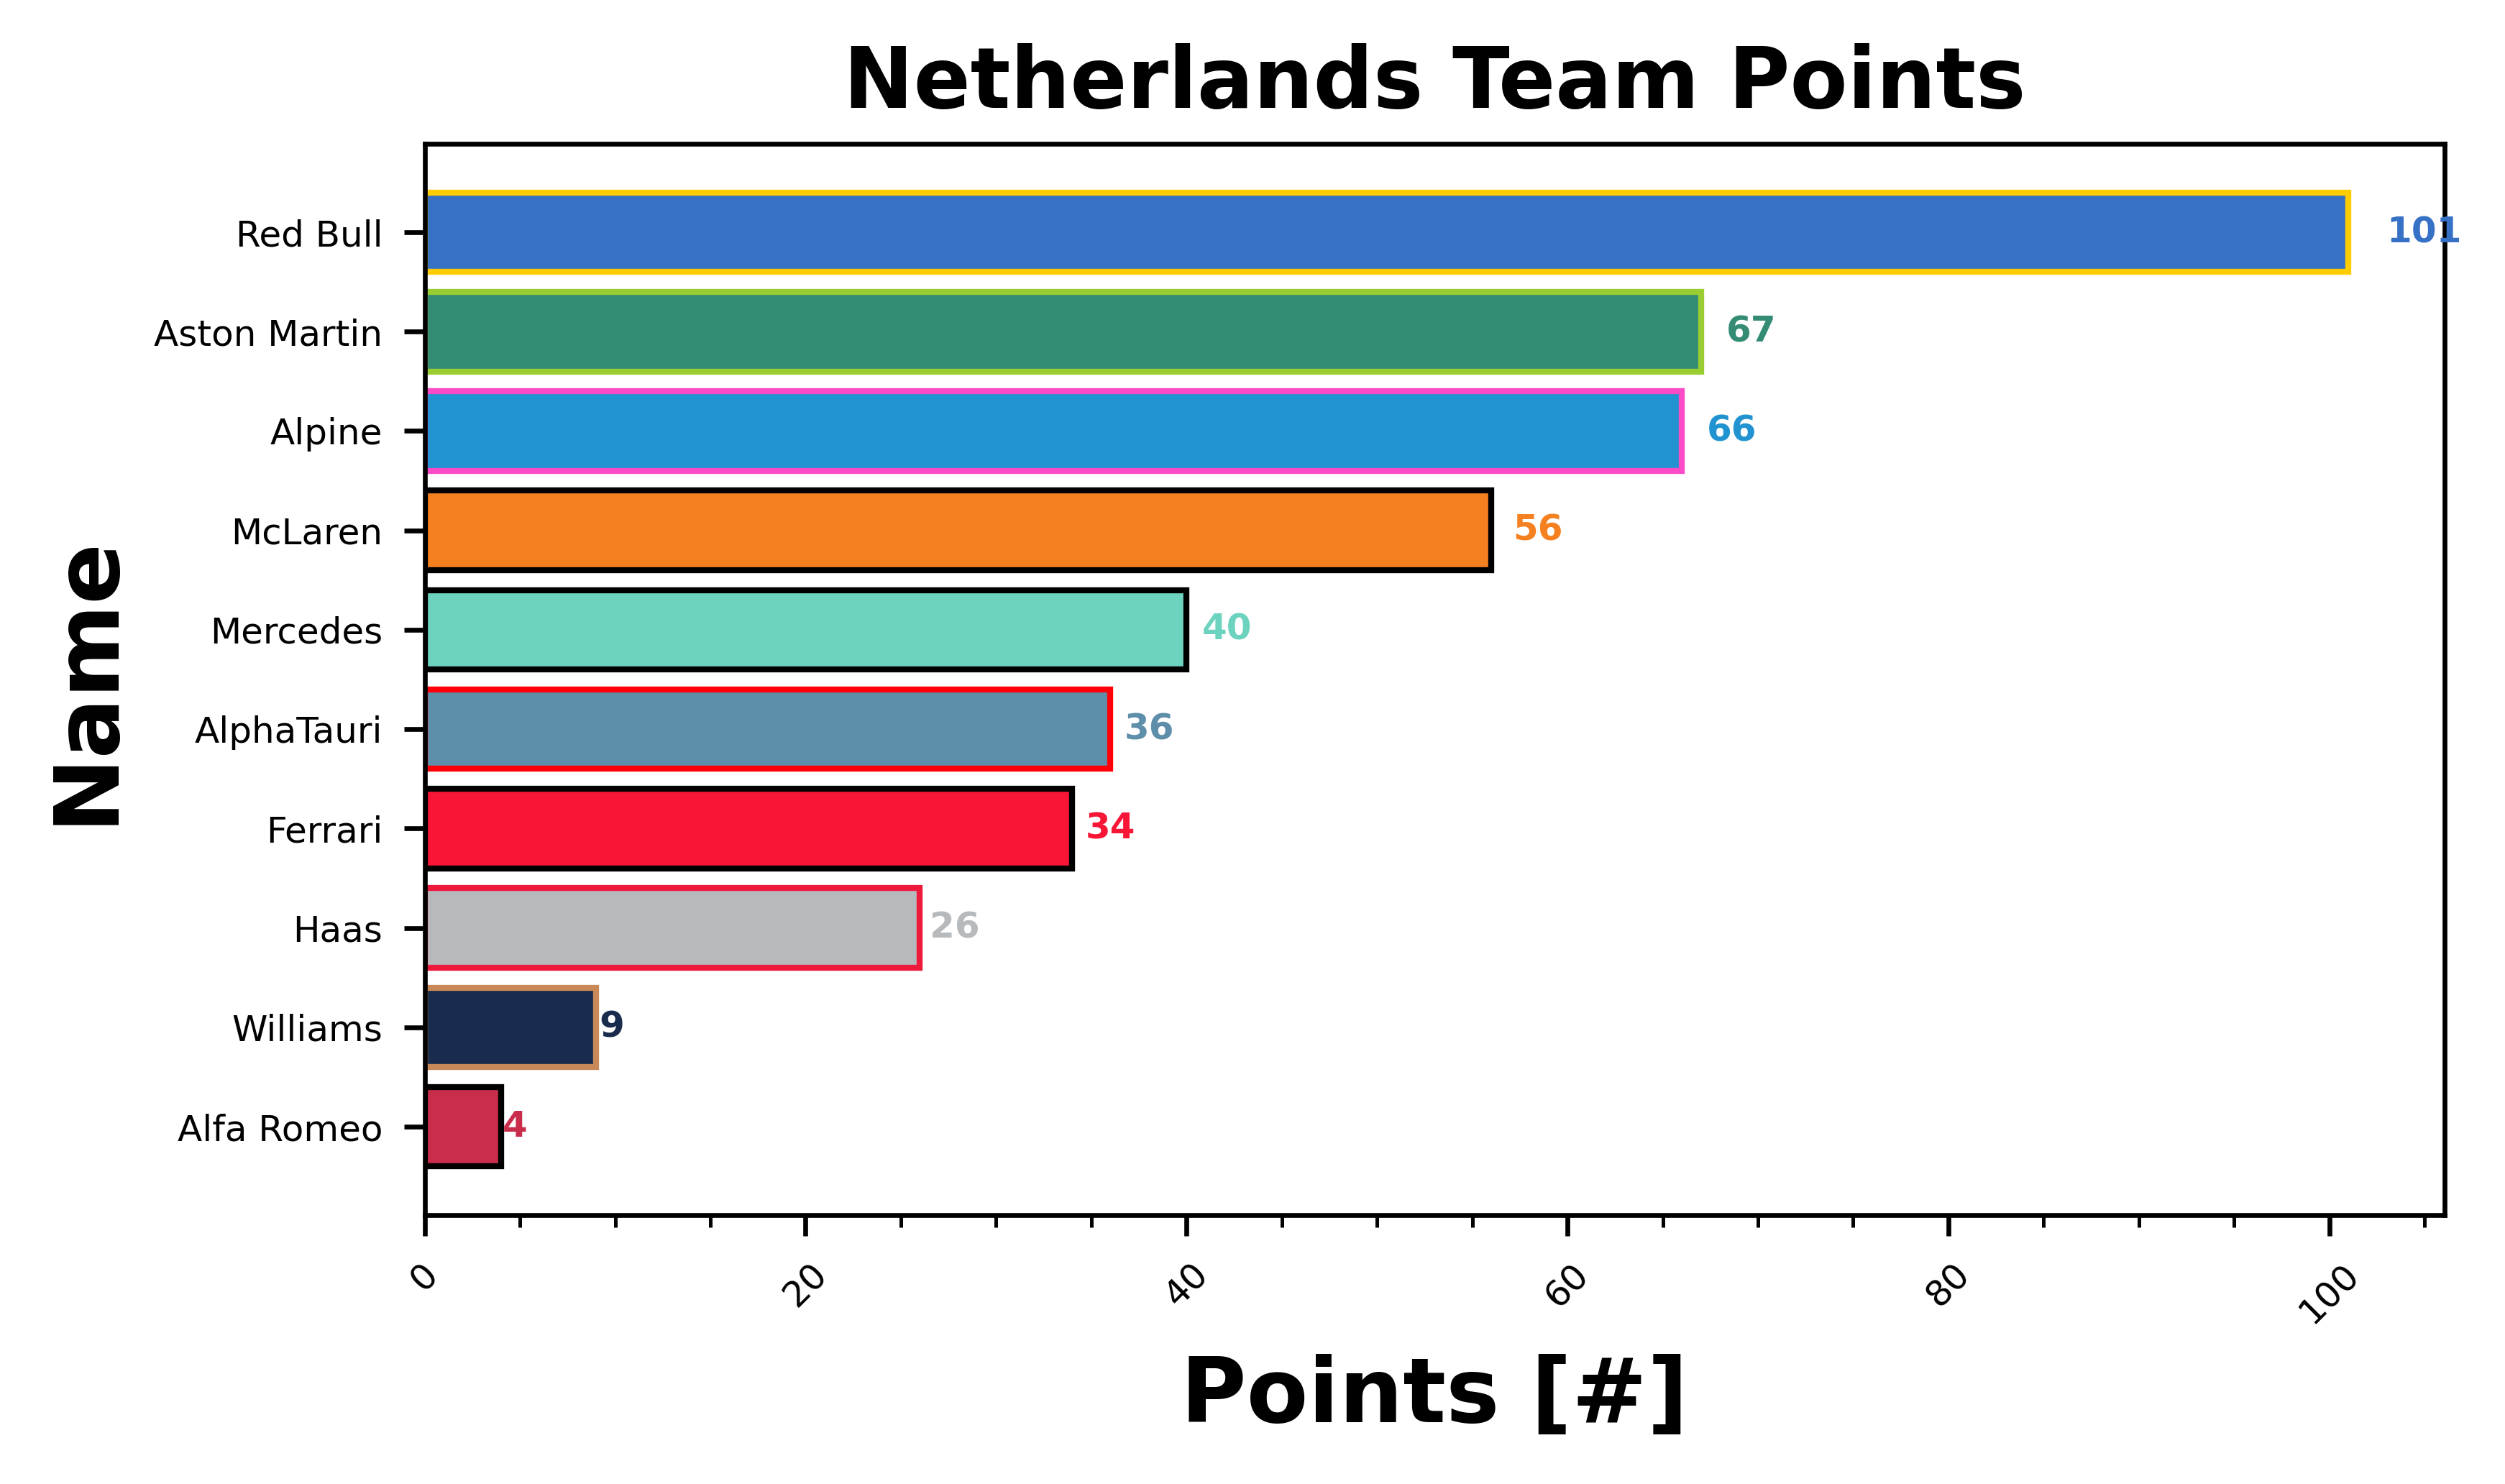 Netherlands Team Points
Name
Red Bull 101
Aston Martin 67
Alpine 66
McLaren 56
Mercedes 40
AlphaTauri 36
Ferrari 34
Haas 26
Williams 9
Alfa Romeo 4
0 20 40 60 80 100
Points [#]